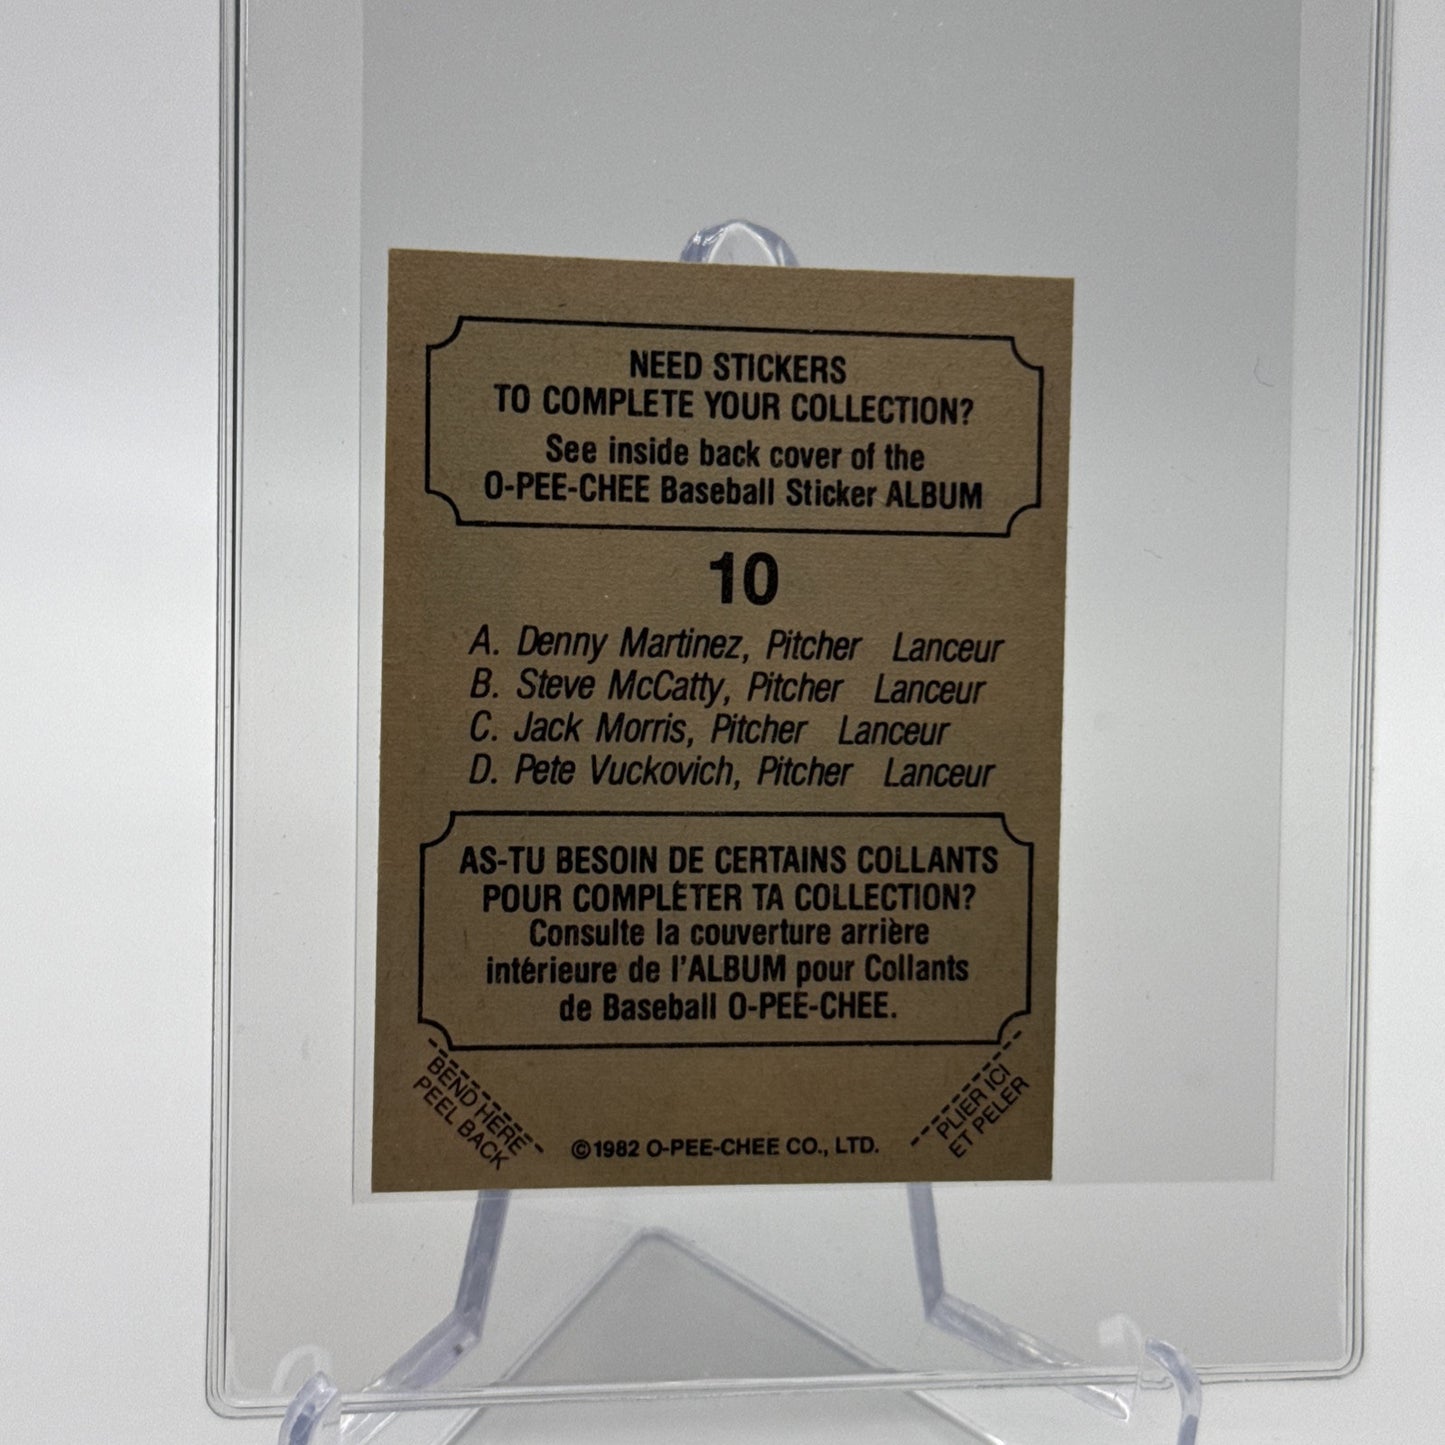 NEED STICKERS
TO COMPLETE YOUR COLLECTION?
See inside back cover of the
O-PEE-CHEE Baseball Sticker ALBUM
10
A. Denny Martinez, Pitcher Lanceur
B. Steve McCatty, Pitcher Lanceur
C. Jack Morris, Pitcher Lanceur
D. Pete Vuckovich, Pitcher Lanceur
AS-TU BESOIN DE CERTAINS COLLANTS
POUR COMPLÉTER TA COLLECTION?
Consulte la couverture arrière
intérieure de l'ALBUM pour Collants
de Baseball O-PEE-CHEE.
BEND HERE
PEEL BACK
©1982 O-PEE-CHEE CO., LTD.
PLIER ICI
ET PELER